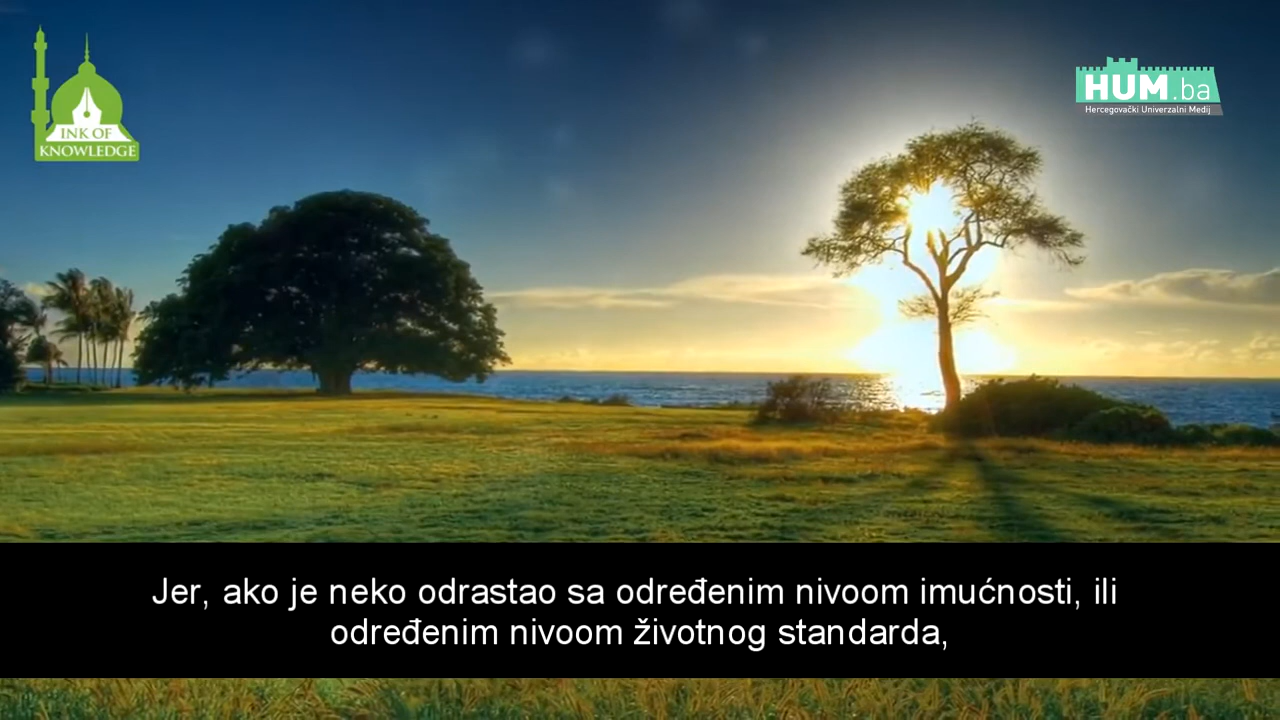 INK OF
KNOWLEDGE
HUM.ba
Hercegovački Univerzalni Medij
Jer, ako je neko odrastao sa određenim nivoom imućnosti, ili
određenim nivoom životnog standarda,